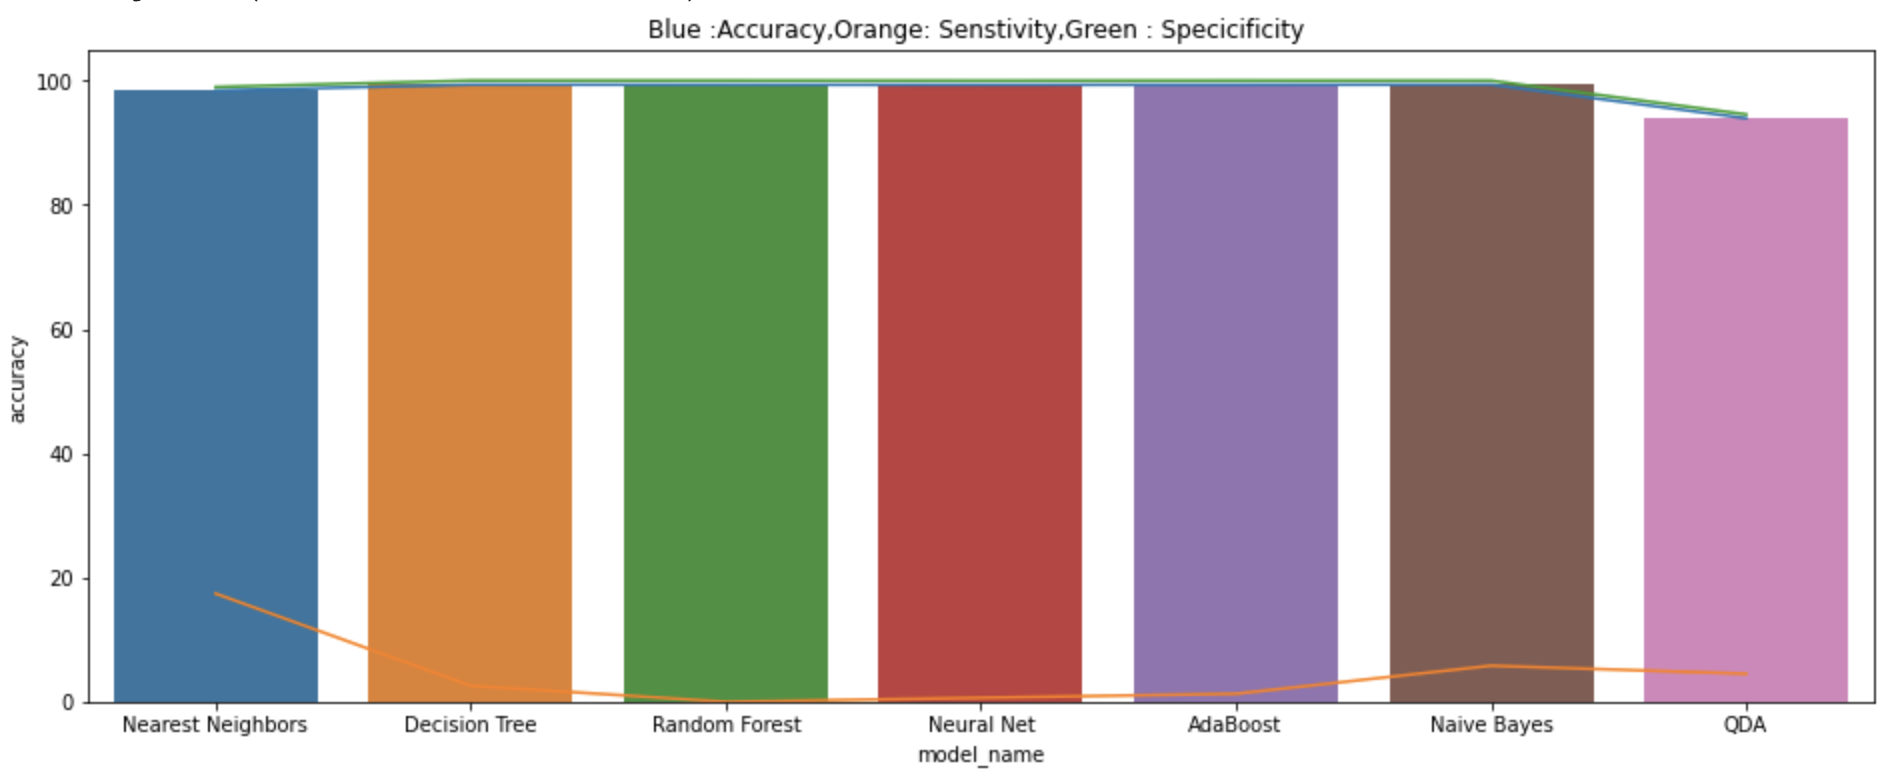 Blue :Accuracy,Orange: Senstivity,Green : Specicificity
100
80
60
40
20
0
accuracy
Nearest Neighbors Decision Tree Random Forest Neural Net AdaBoost Naive Bayes QDA
model_name